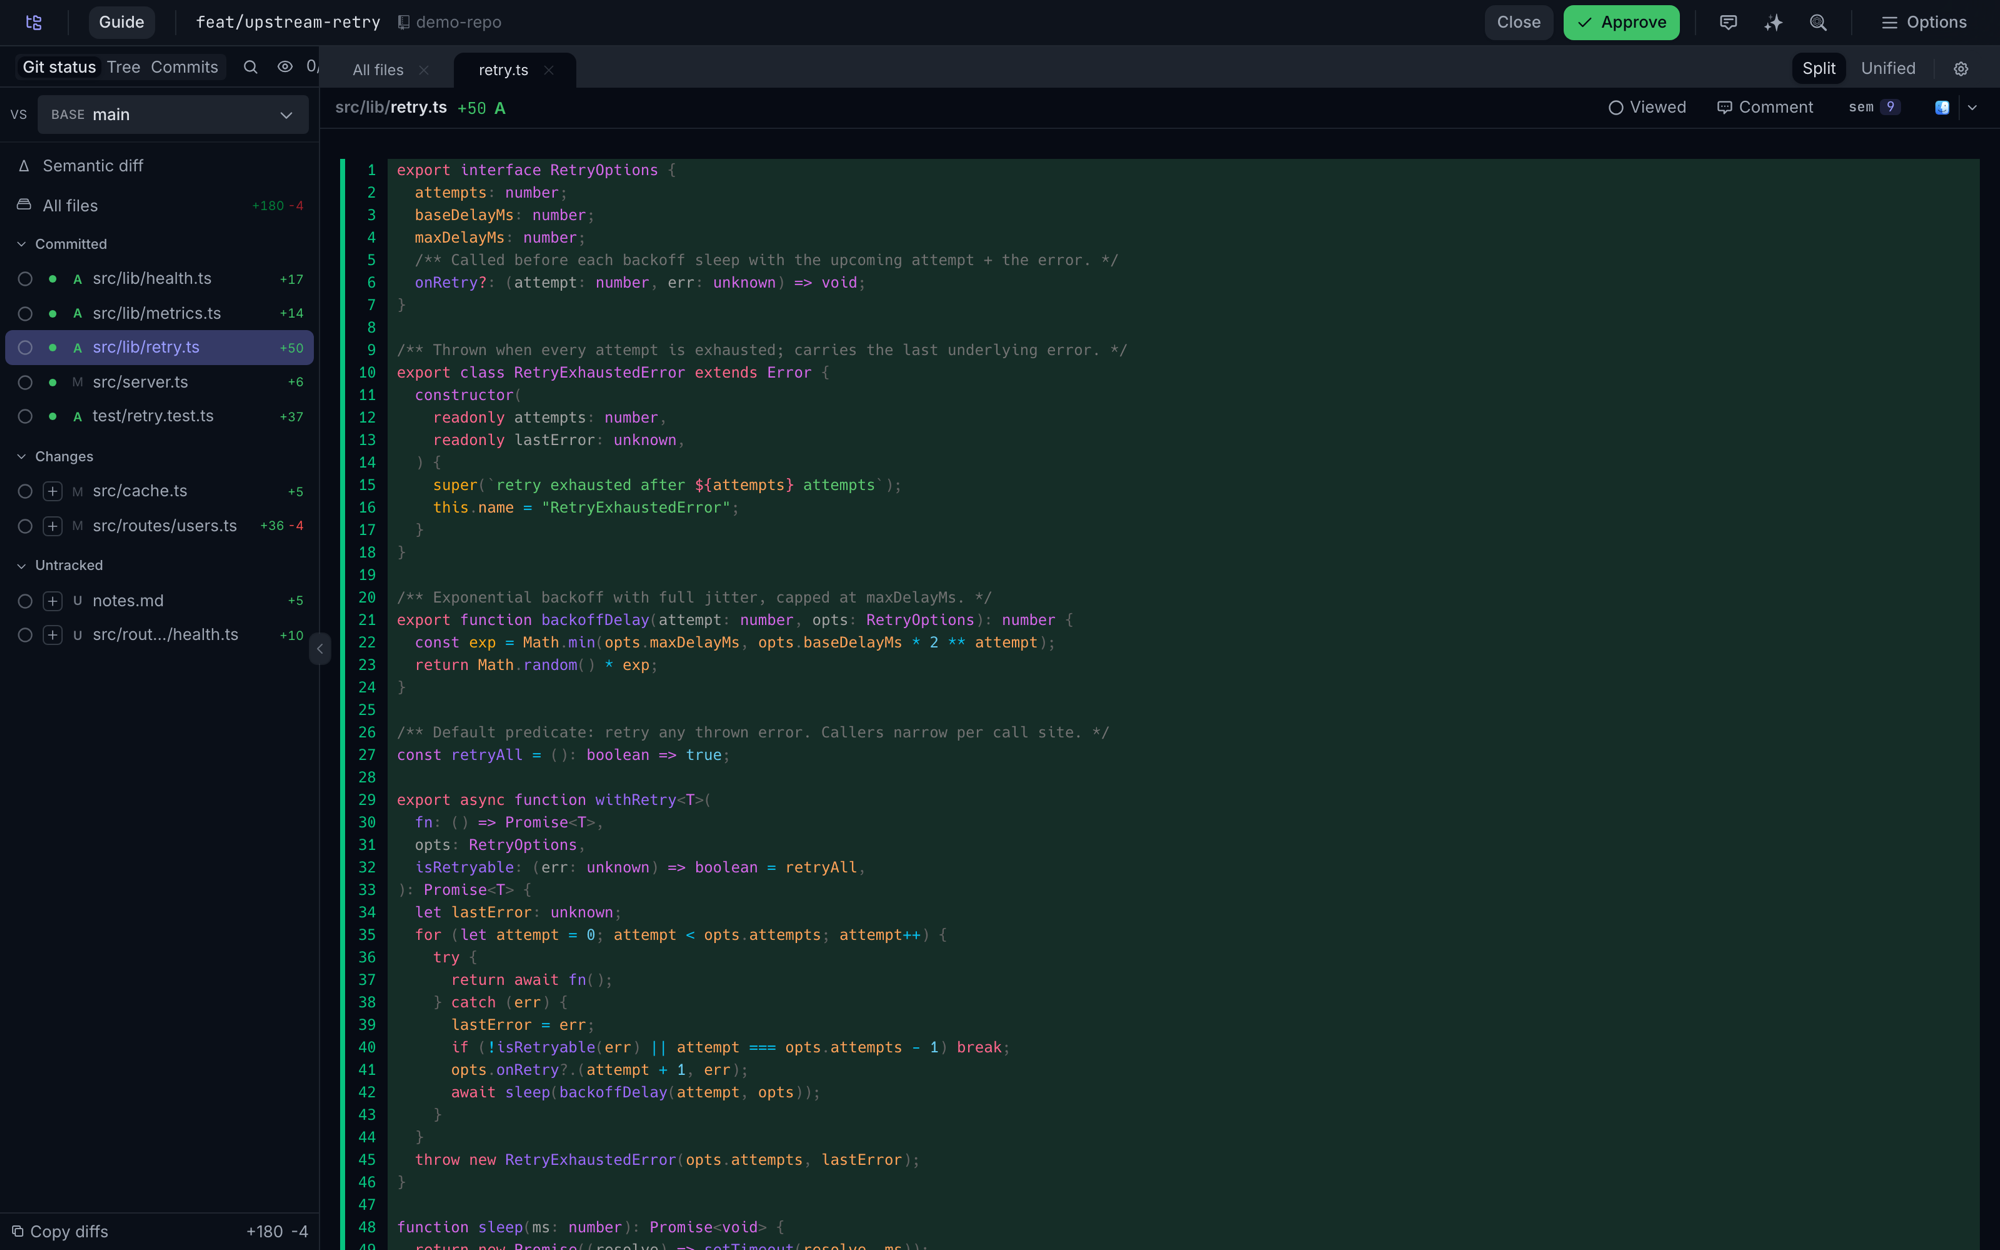 Guide feat/upstream-retry demo-repo Close Approve Options
Git status Tree Commits 0/ All files retry.ts Split Unified
VS BASE main
src/lib/retry.ts +50 A Viewed Comment sem 9
Semantic diff
All files +180 -4
Committed
A src/lib/health.ts +17
A src/lib/metrics.ts +14
A src/lib/retry.ts +50
M src/server.ts +6
A test/retry.test.ts +37
Changes
M src/cache.ts +5
M src/routes/users.ts +36 -4
Untracked
U notes.md +5
U src/rout.../health.ts +10
Copy diffs +180 -4
1 export interface RetryOptions {
2   attempts: number;
3   baseDelayMs: number;
4   maxDelayMs: number;
5   /** Called before each backoff sleep with the upcoming attempt + the error. */
6   onRetry?: (attempt: number, err: unknown) => void;
7 }
8
9 /** Thrown when every attempt is exhausted; carries the last underlying error. */
10 export class RetryExhaustedError extends Error {
11   constructor(
12     readonly attempts: number,
13     readonly lastError: unknown,
14   ) {
15     super(`retry exhausted after ${attempts} attempts`);
16     this.name = "RetryExhaustedError";
17   }
18 }
19
20 /** Exponential backoff with full jitter, capped at maxDelayMs. */
21 export function backoffDelay(attempt: number, opts: RetryOptions): number {
22   const exp = Math.min(opts.maxDelayMs, opts.baseDelayMs * 2 ** attempt);
23   return Math.random() * exp;
24 }
25
26 /** Default predicate: retry any thrown error. Callers narrow per call site. */
27 const retryAll = (): boolean => true;
28
29 export async function withRetry<T>(
30   fn: () => Promise<T>,
31   opts: RetryOptions,
32   isRetryable: (err: unknown) => boolean = retryAll,
33 ): Promise<T> {
34   let lastError: unknown;
35   for (let attempt = 0; attempt < opts.attempts; attempt++) {
36     try {
37       return await fn();
38     } catch (err) {
39       lastError = err;
40       if (!isRetryable(err) || attempt === opts.attempts - 1) break;
41       opts.onRetry?.(attempt + 1, err);
42       await sleep(backoffDelay(attempt, opts));
43     }
44   }
45   throw new RetryExhaustedError(opts.attempts, lastError);
46 }
47
48 function sleep(ms: number): Promise<void> {
49   return new Promise((resolve) => setTimeout(resolve, ms));